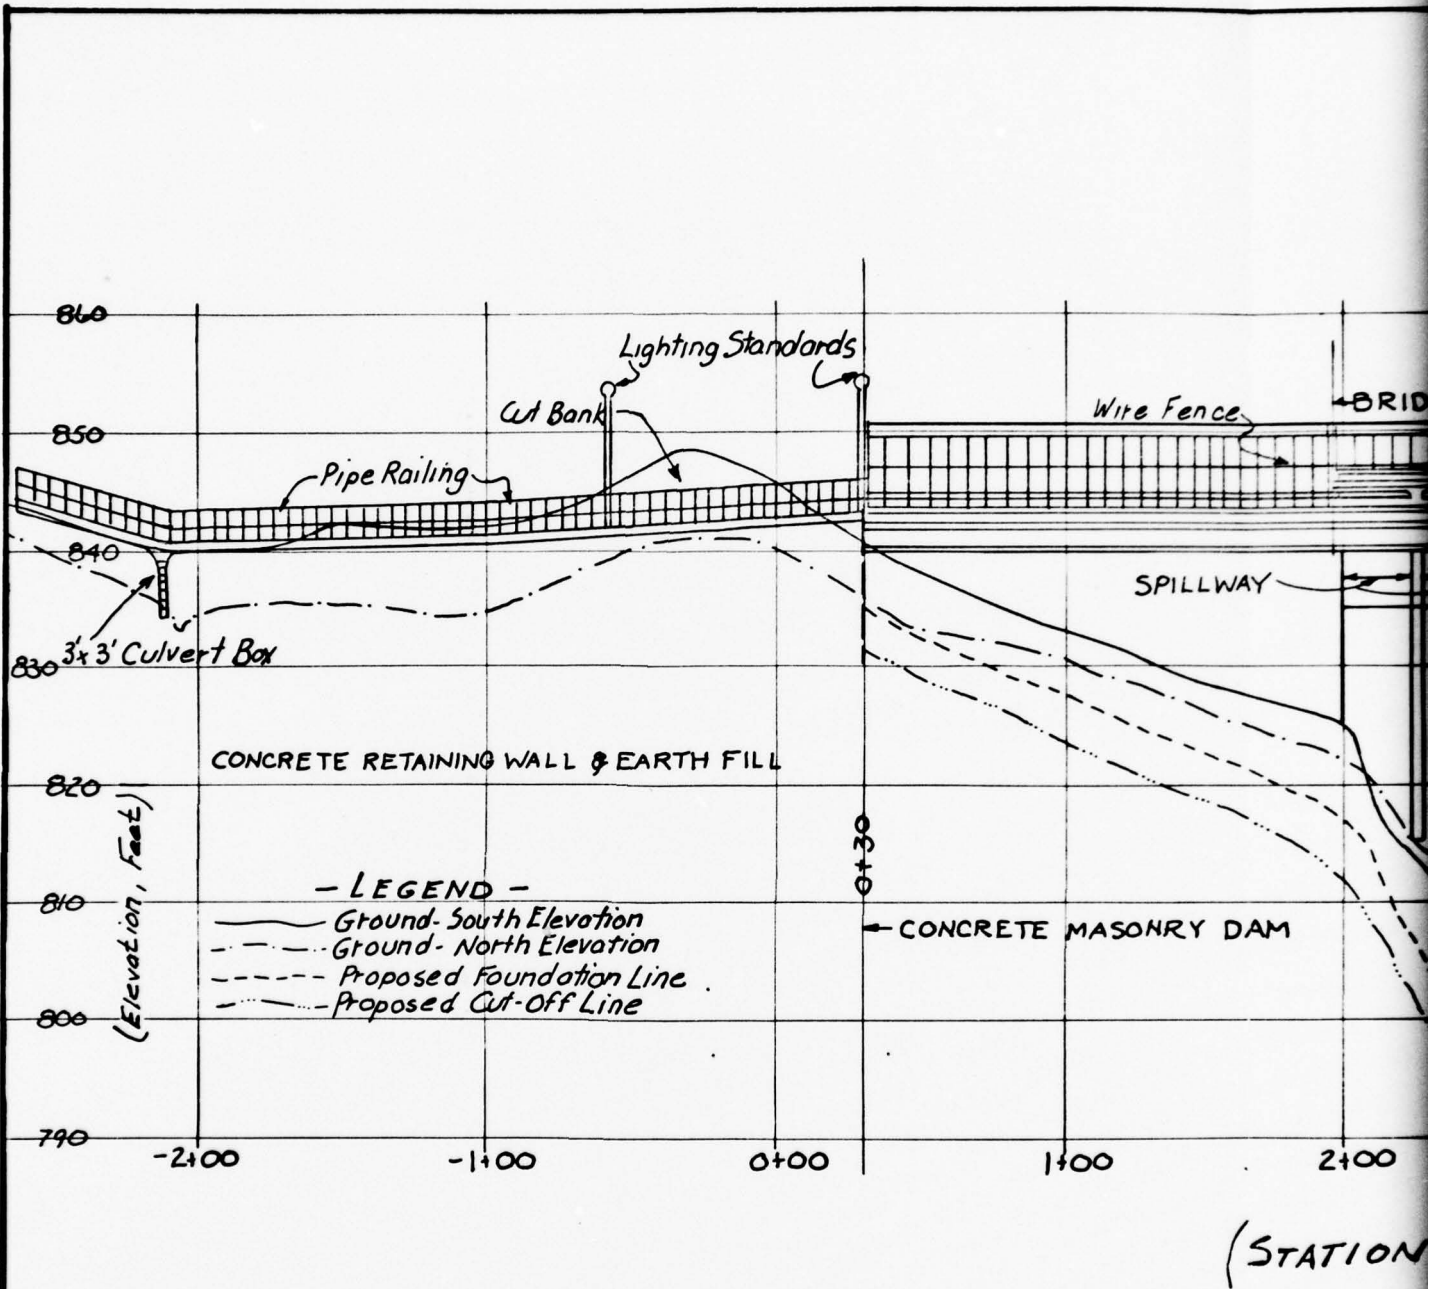 860
Lighting Standards
Cut Bank
Wire Fence
BRID
850
Pipe Railing
840
SPILLWAY
3'x 3' Culvert Box
830
CONCRETE RETAINING WALL & EARTH FILL
820
(Elevation, Feet)
0+30
- LEGEND -
810
Ground-South Elevation
CONCRETE MASONRY DAM
Ground- North Elevation
Proposed Foundation Line
Proposed Cut-Off Line
800
790
-2+00
-1+00
0+00
1+00
2+00
(STATION